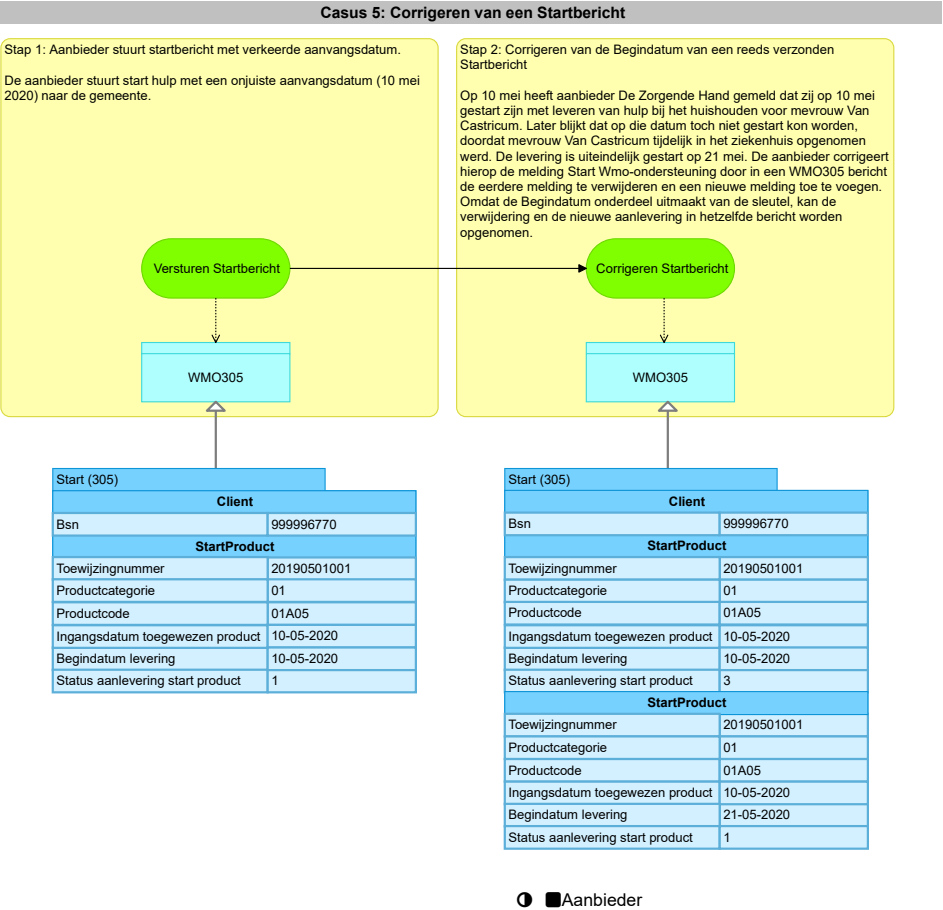 Casus 5: Corrigeren van een Startbericht
Stap 1: Aanbieder stuurt startbericht met verkeerde aanvangsdatum.
De aanbieder stuurt start hulp met een onjuiste aanvangsdatum (10 mei
2020) naar de gemeente.
Versturen Startbericht
WMO305
Stap 2: Corrigeren van de Begindatum van een reeds verzonden
Startbericht
Op 10 mei heeft aanbieder De Zorgende Hand gemeld dat zij op 10 mei
gestart zijn met leveren van hulp bij het huishouden voor mevrouw Van
Castricum. Later blijkt dat op die datum toch niet gestart kon worden,
doordat mevrouw Van Castricum tijdelijk in het ziekenhuis opgenomen
werd. De levering is uiteindelijk gestart op 21 mei. De aanbieder corrigeert
hierop de melding Start Wmo-ondersteuning door in een WMO305 bericht
de eerdere melding te verwijderen en een nieuwe melding toe te voegen.
Omdat de Begindatum onderdeel uitmaakt van de sleutel, kan de
verwijdering en de nieuwe aanlevering in hetzelfde bericht worden
opgenomen.
Corrigeren Startbericht
WMO305
Start (305)
Client
Bsn 999996770
StartProduct
Toewijzingnummer 20190501001
Productcategorie 01
Productcode 01A05
Ingangsdatum toegewezen product 10-05-2020
Begindatum levering 10-05-2020
Status aanlevering start product 1
Start (305)
Client
Bsn 999996770
StartProduct
Toewijzingnummer 20190501001
Productcategorie 01
Productcode 01A05
Ingangsdatum toegewezen product 10-05-2020
Begindatum levering 10-05-2020
Status aanlevering start product 3
StartProduct
Toewijzingnummer 20190501001
Productcategorie 01
Productcode 01A05
Ingangsdatum toegewezen product 10-05-2020
Begindatum levering 21-05-2020
Status aanlevering start product 1
Aanbieder